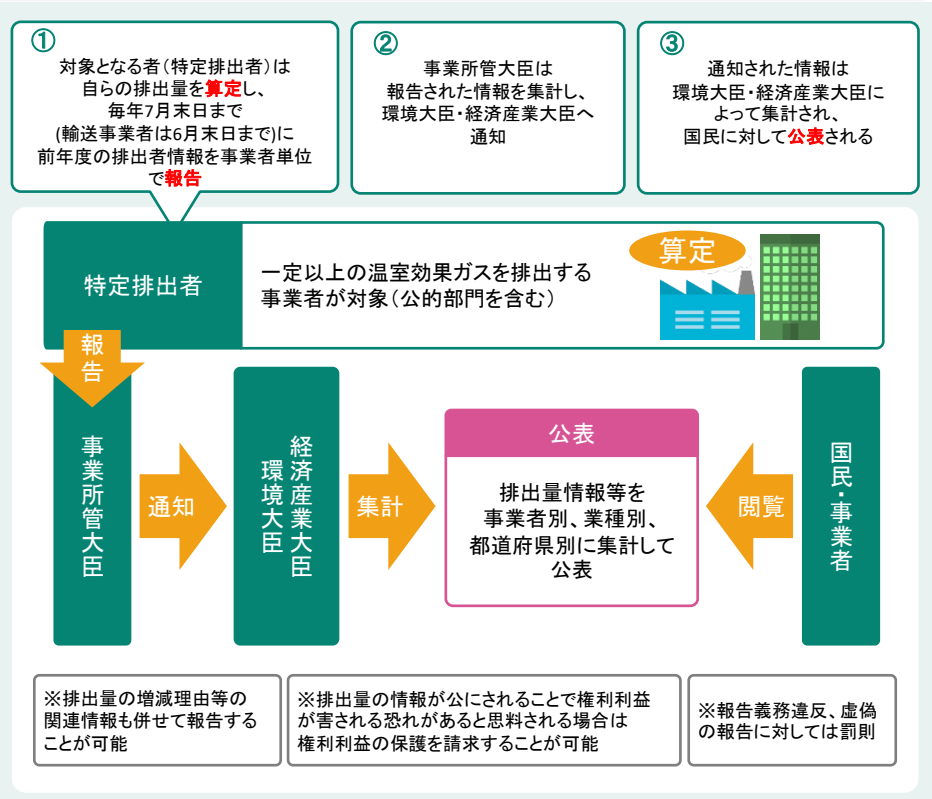 ①
対象となる者（特定排出者）は
自らの排出量を算定し、
毎年7月末日まで
(輸送事業者は6月末日まで)に
前年度の排出者情報を事業者単位
で報告
②
事業所管大臣は
報告された情報を集計し、
環境大臣・経済産業大臣へ
通知
③
通知された情報は
環境大臣・経済産業大臣に
よって集計され、
国民に対して公表される
特定排出者
一定以上の温室効果ガスを排出する
事業者が対象（公的部門を含む）
算定
報告
事業所管大臣
通知
経済産業大臣
環境大臣
集計
公表
排出量情報等を
事業者別、業種別、
都道府県別に集計して
公表
閲覧
国民・事業者
※排出量の増減理由等の
関連情報も併せて報告する
ことが可能
※排出量の情報が公にされることで権利利益
が害される恐れがあると思料される場合は
権利利益の保護を請求することが可能
※報告義務違反、虚偽
の報告に対しては罰則